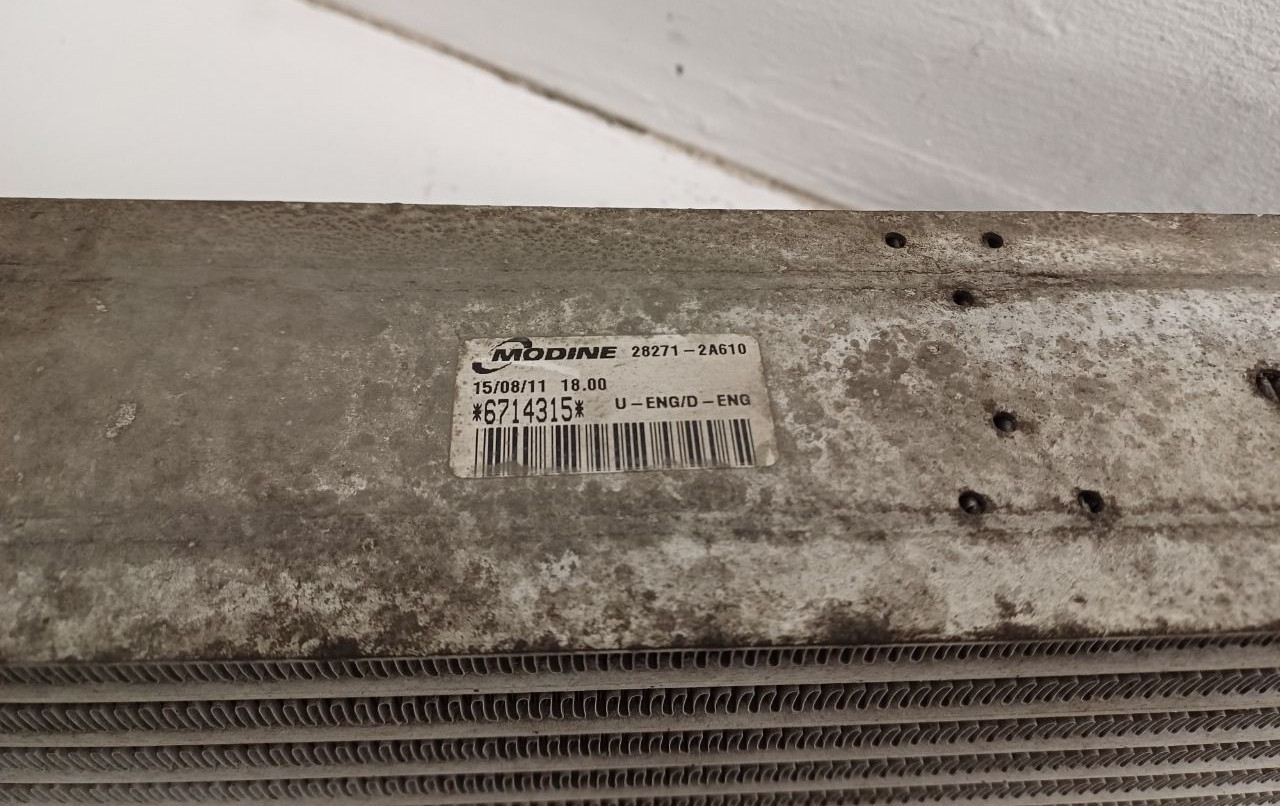 MODINE 28271-2A610
15/08/11 18.00
*6714315* U-ENG/D-ENG